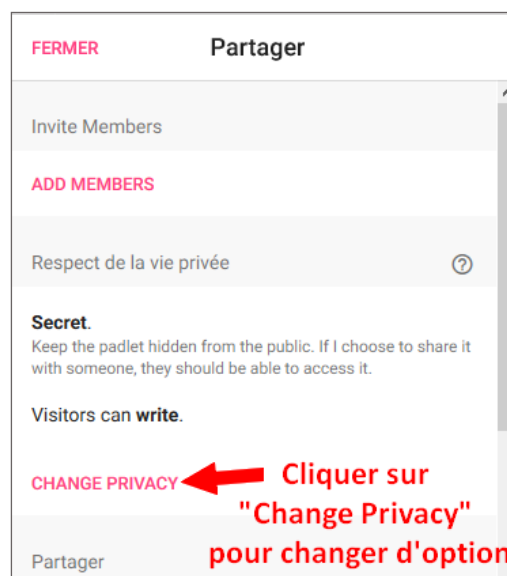 FERMER Partager
Invite Members
ADD MEMBERS
Respect de la vie privée
Secret.
Keep the padlet hidden from the public. If I choose to share it
with someone, they should be able to access it.
Visitors can write.
CHANGE PRIVACY
Cliquer sur
"Change Privacy"
pour changer d'option
Partager